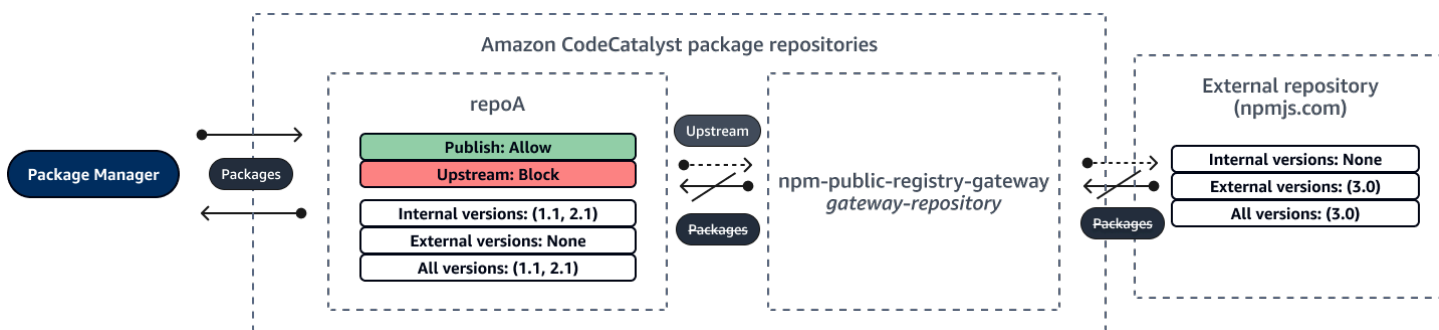 Amazon CodeCatalyst package repositories
Package Manager
Packages
repoA
Publish: Allow
Upstream: Block
Internal versions: (1.1, 2.1)
External versions: None
All versions: (1.1, 2.1)
Upstream
Packages
npm-public-registry-gateway
gateway-repository
Packages
External repository
(npmjs.com)
Internal versions: None
External versions: (3.0)
All versions: (3.0)